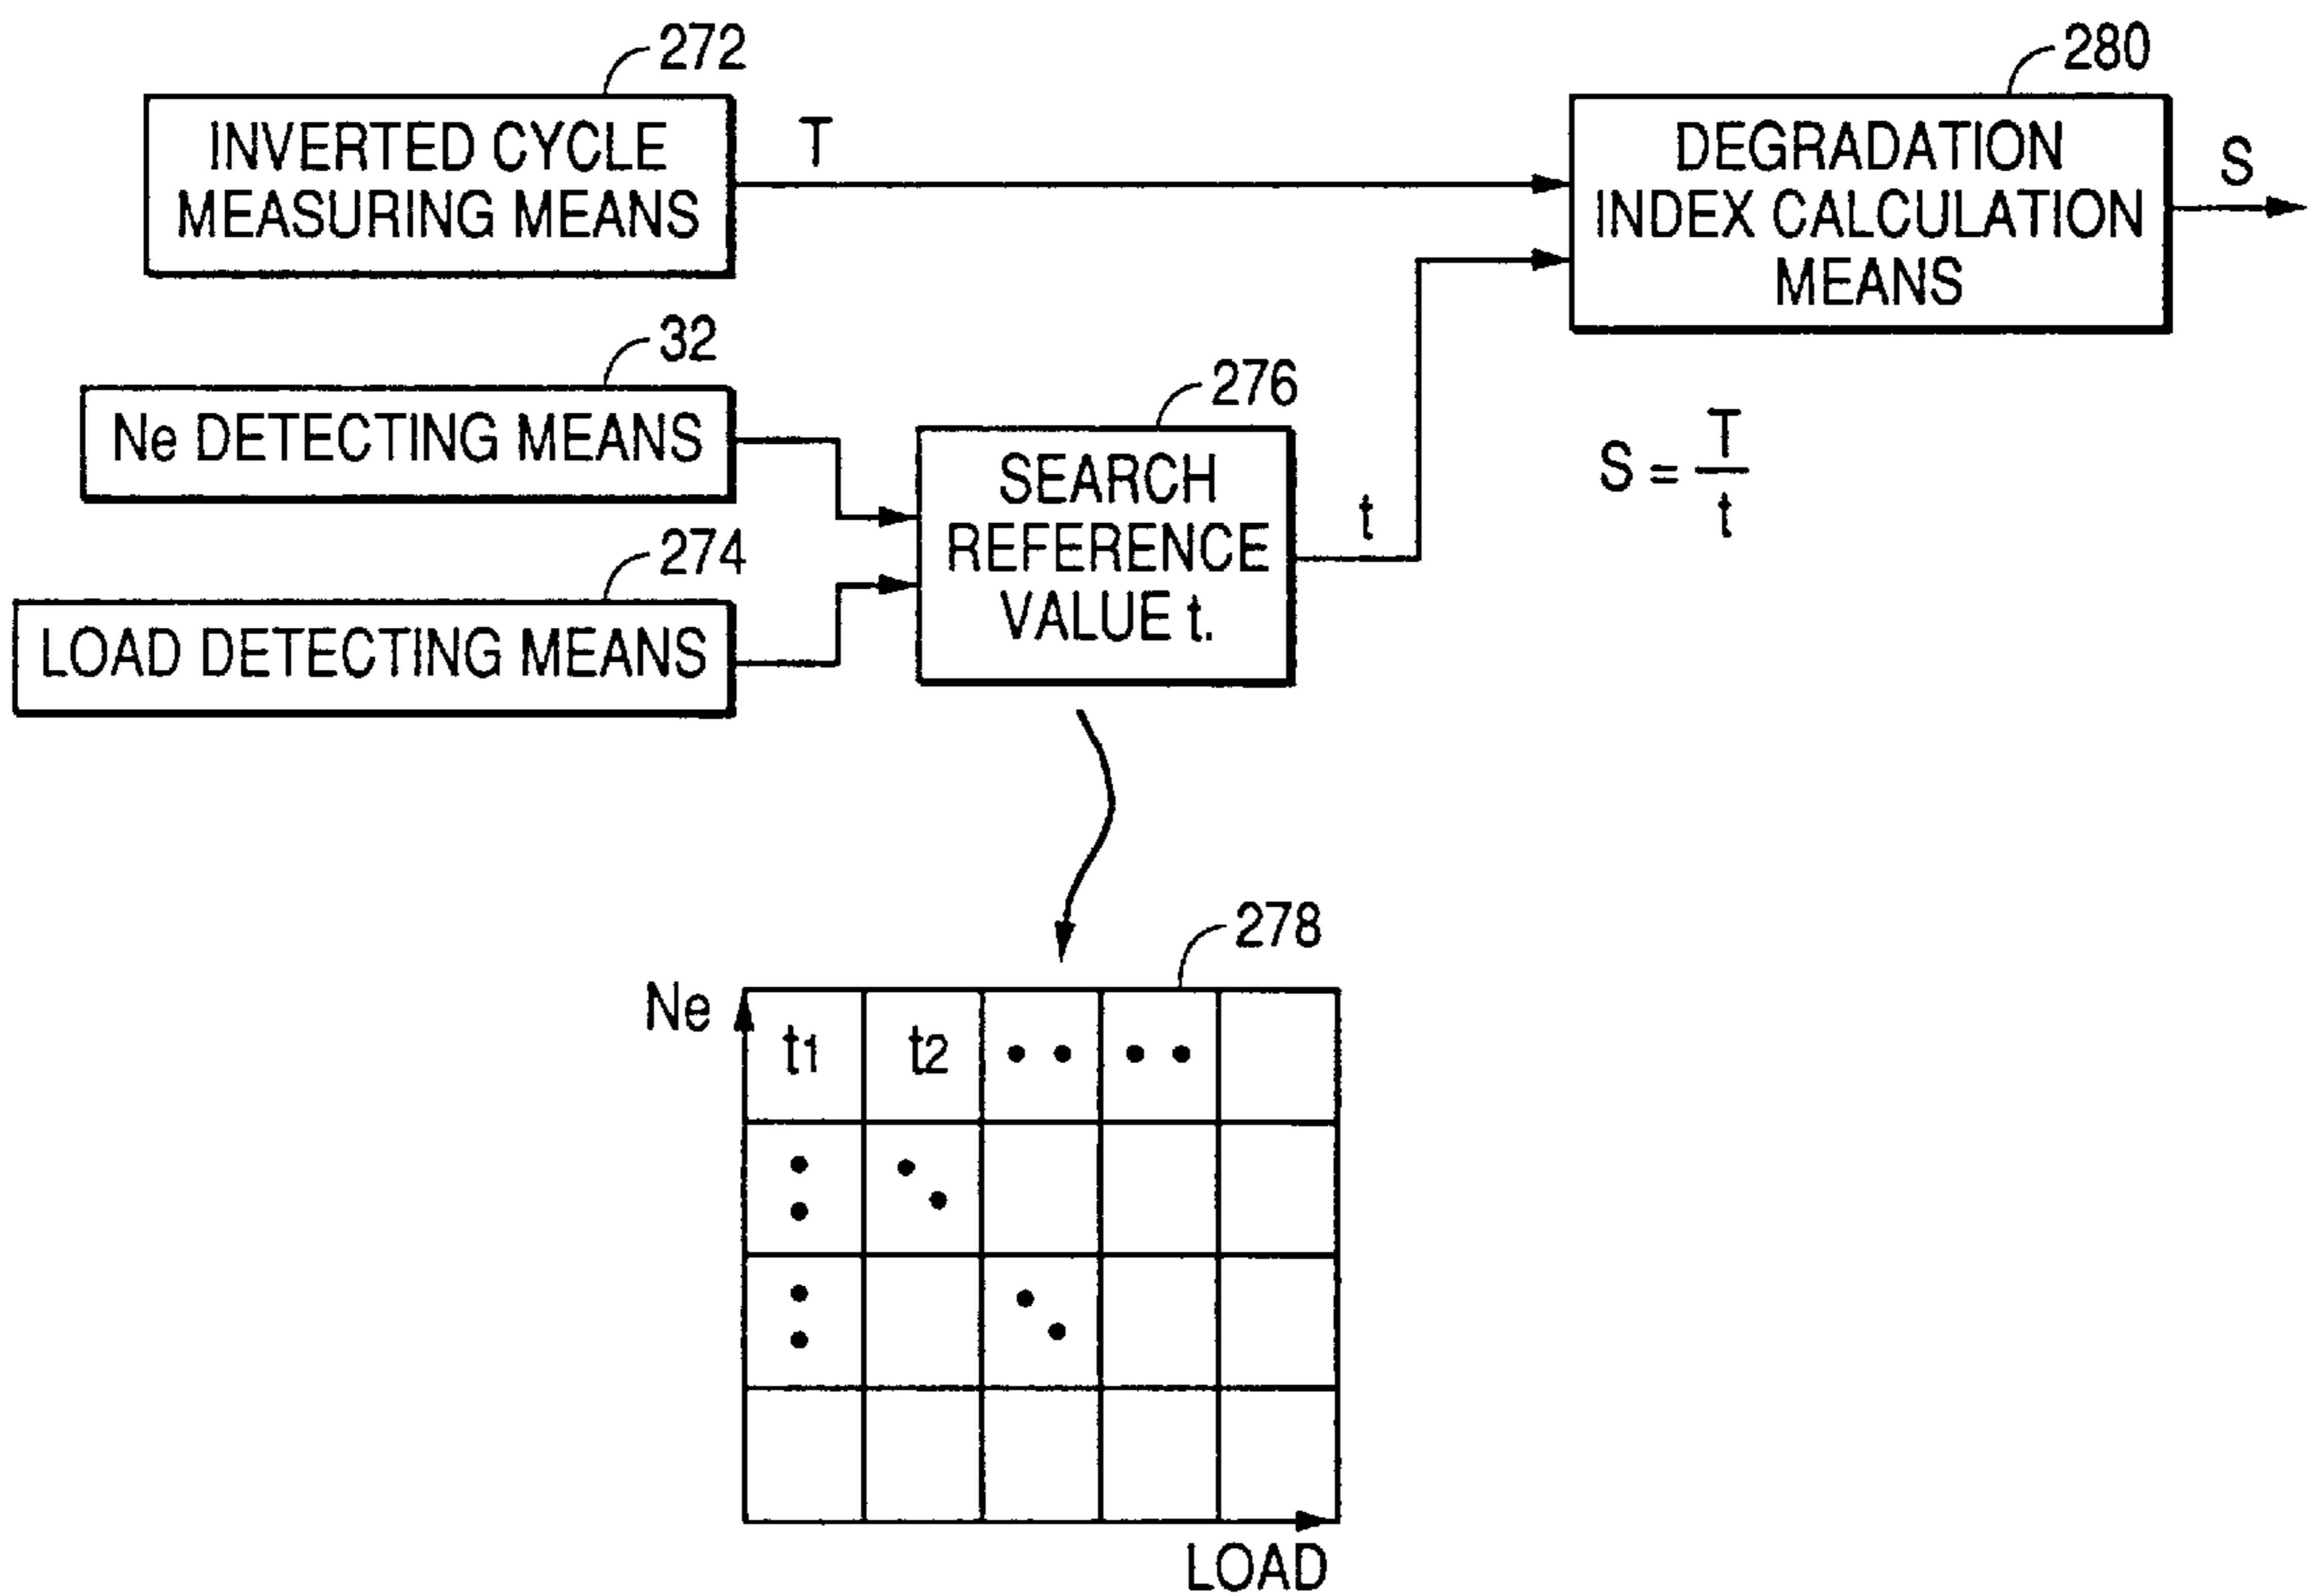 272
INVERTED CYCLE
MEASURING MEANS
T
280
DEGRADATION
INDEX CALCULATION
MEANS
S
32
Ne DETECTING MEANS
274
LOAD DETECTING MEANS
276
SEARCH
REFERENCE
VALUE t.
t
S = T
t
278
Ne
t1 t2
LOAD